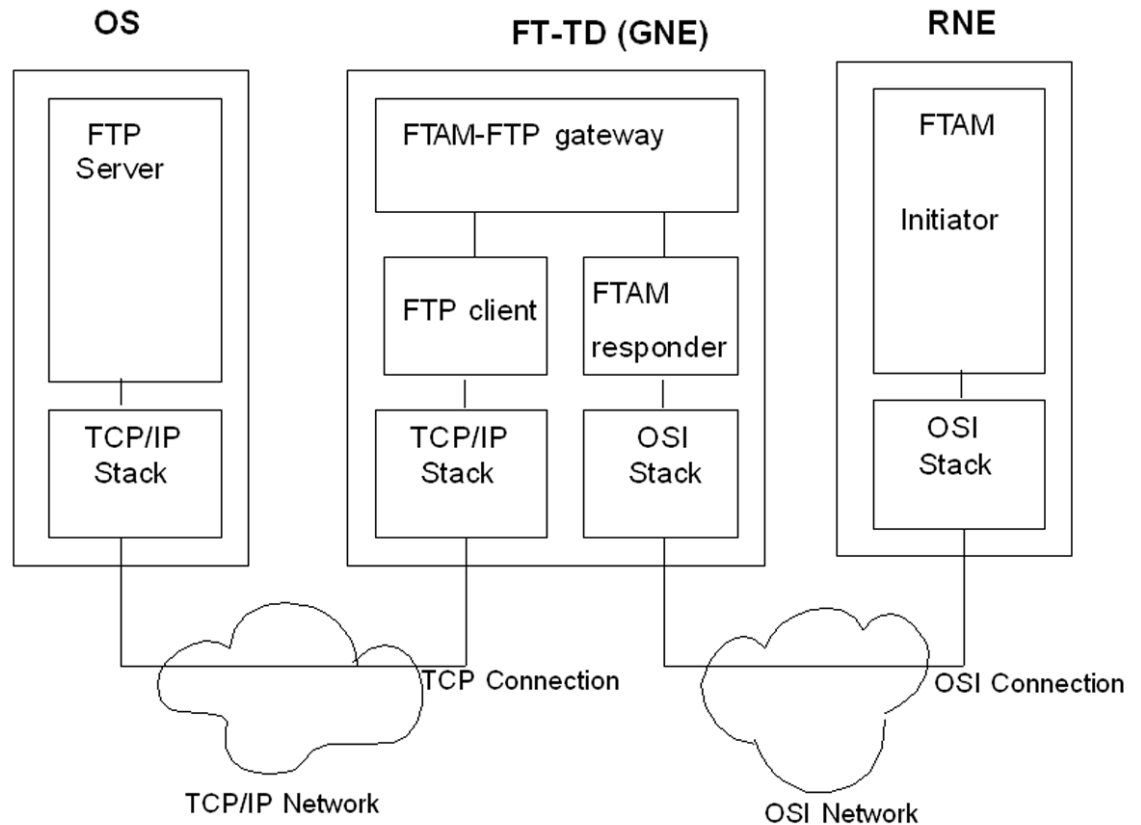 OS
FT-TD (GNE)
RNE
FTP
Server
FTAM-FTP gateway
FTAM
Initiator
FTP client
FTAM
responder
TCP/IP
Stack
TCP/IP
Stack
OSI
Stack
OSI
Stack
TCP Connection
OSI Connection
TCP/IP Network
OSI Network